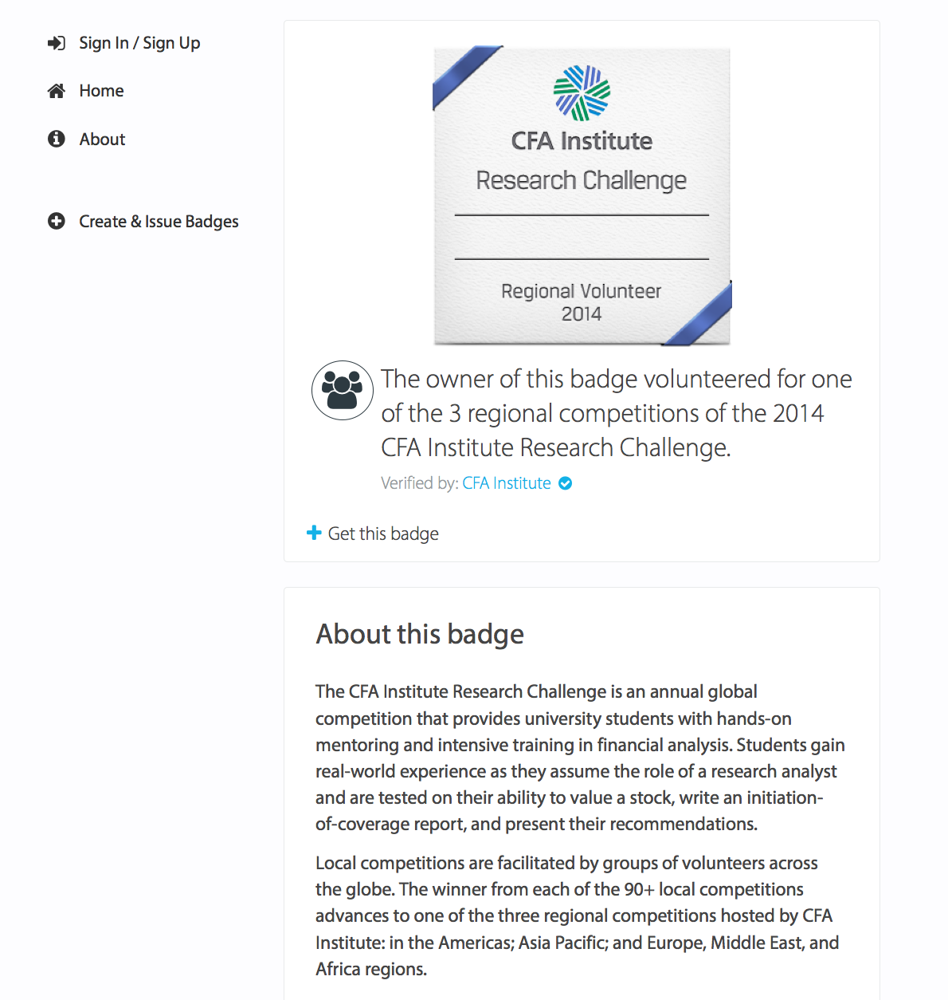 Sign In / Sign Up
Home
About
Create & Issue Badges
CFA Institute
Research Challenge
Regional Volunteer
2014
The owner of this badge volunteered for one
of the 3 regional competitions of the 2014
CFA Institute Research Challenge.
Verified by: CFA Institute
Get this badge
About this badge
The CFA Institute Research Challenge is an annual global
competition that provides university students with hands-on
mentoring and intensive training in financial analysis. Students gain
real-world experience as they assume the role of a research analyst
and are tested on their ability to value a stock, write an initiation-
of-coverage report, and present their recommendations.
Local competitions are facilitated by groups of volunteers across
the globe. The winner from each of the 90+ local competitions
advances to one of the three regional competitions hosted by CFA
Institute: in the Americas; Asia Pacific; and Europe, Middle East, and
Africa regions.